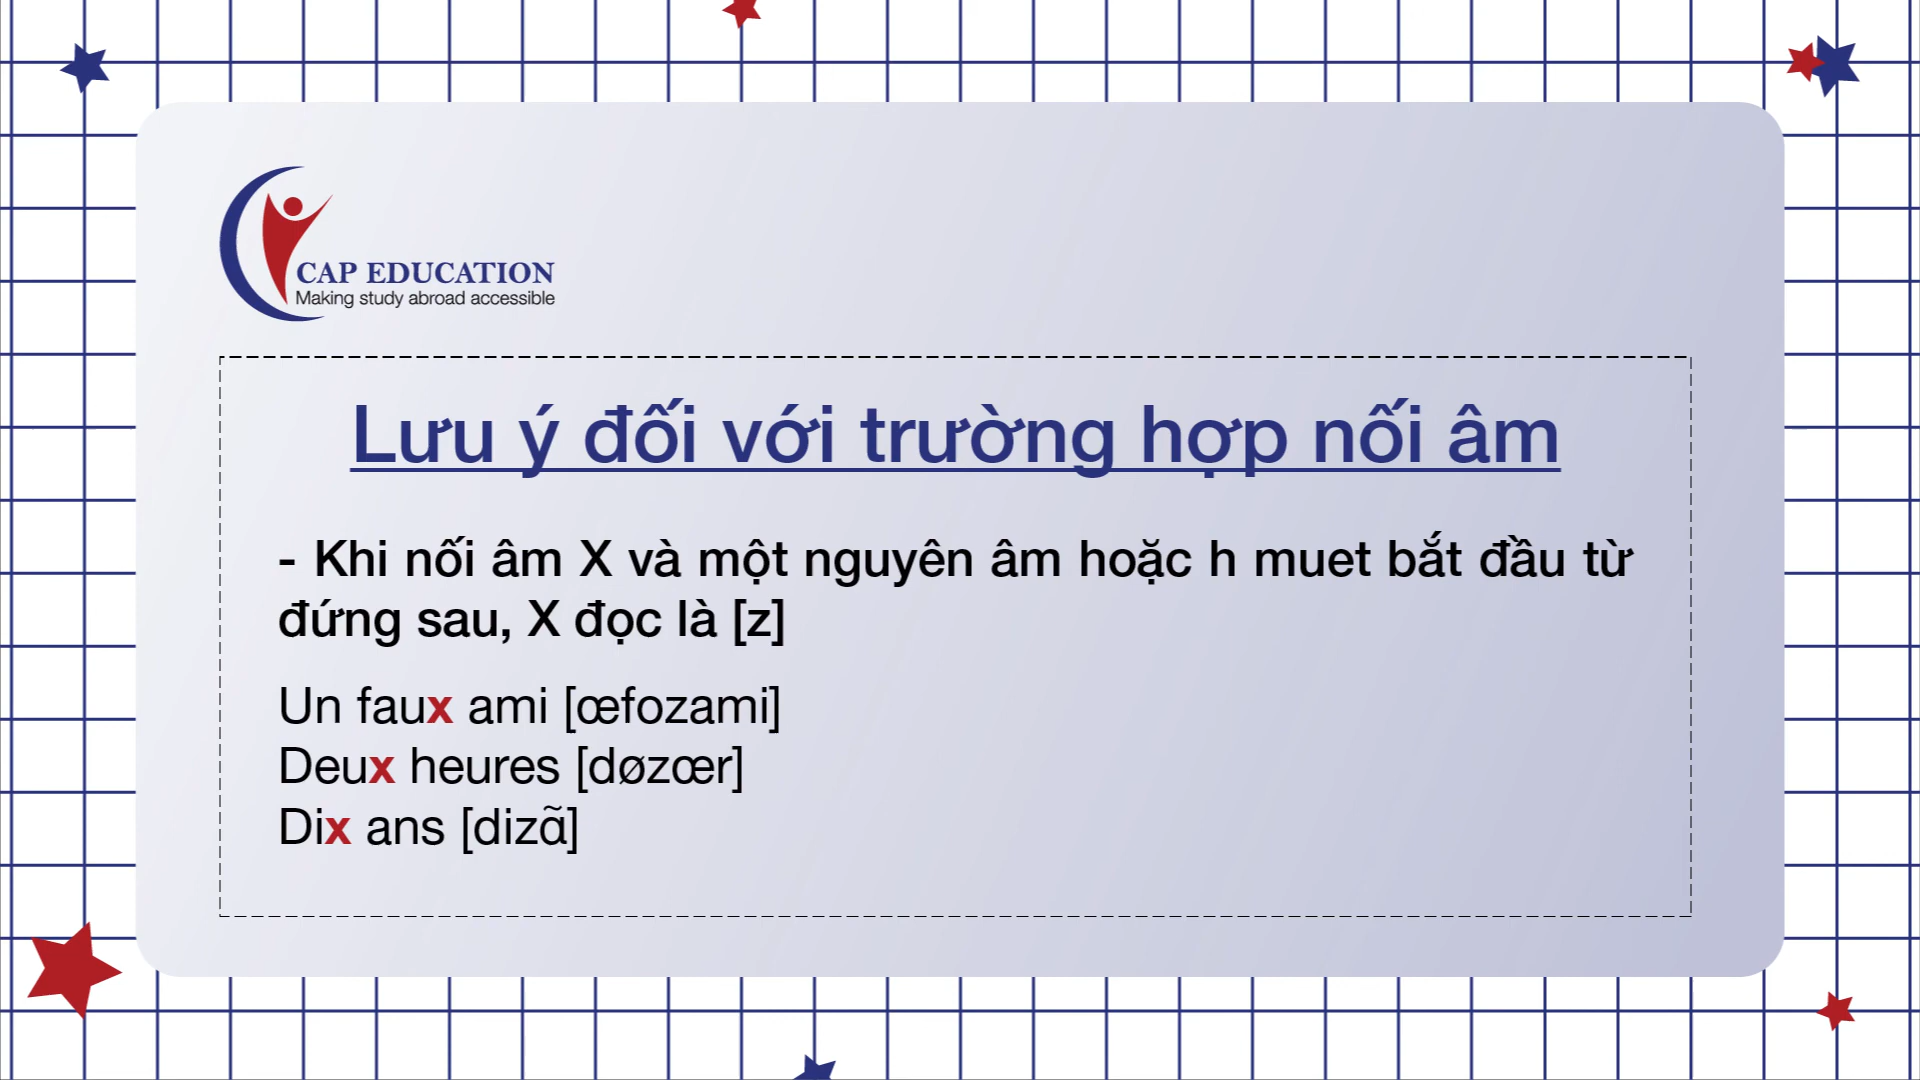 CAP EDUCATION
Making study abroad accessible
Lưu ý đối với trường hợp nối âm
- Khi nối âm X và một nguyên âm hoặc h muet bắt đầu từ
đứng sau, X đọc là [z]
Un faux ami [œfozami]
Deux heures [døzœr]
Dix ans [dizɑ̃]